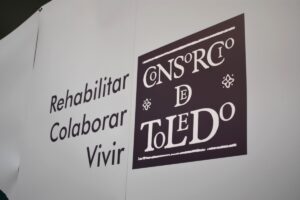 Rehabilitar
Colaborar
Vivir
CONSORCIO
DE
TOLEDO